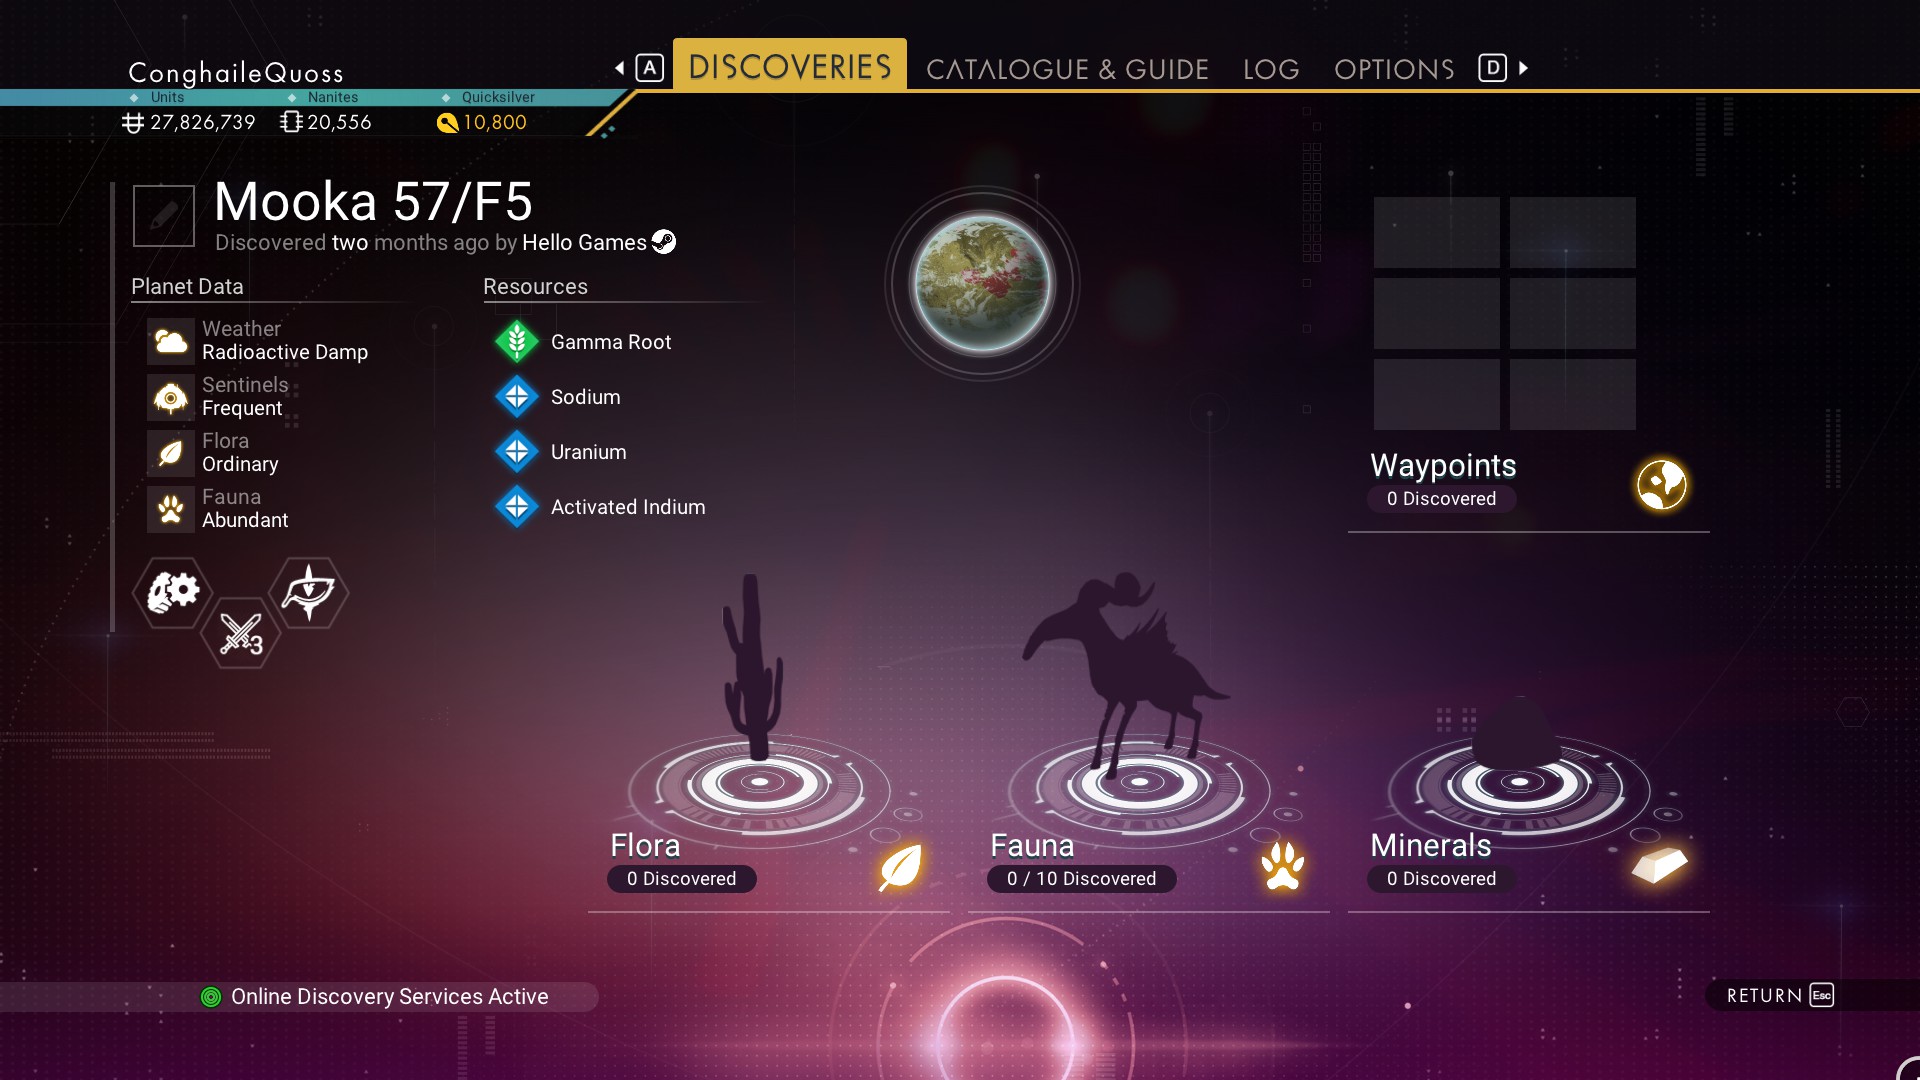 ConghaileQuoss
A
DISCOVERIES
CATALOGUE & GUIDE
LOG
OPTIONS
D
Units
Nanites
Quicksilver
27,826,739
20,556
10,800
Mooka 57/F5
Discovered two months ago by Hello Games
Planet Data
Weather
Radioactive Damp
Sentinels
Frequent
Flora
Ordinary
Fauna
Abundant
3
Resources
Gamma Root
Sodium
Uranium
Activated Indium
Waypoints
0 Discovered
Flora
0 Discovered
Fauna
0 / 10 Discovered
Minerals
0 Discovered
Online Discovery Services Active
RETURN Esc